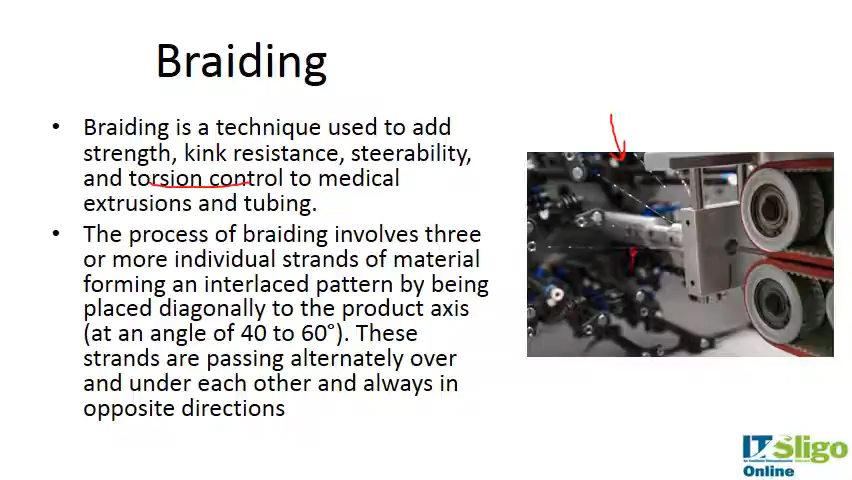 Braiding
• Braiding is a technique used to add
strength, kink resistance, steerability,
and torsion control to medical
extrusions and tubing.
• The process of braiding involves three
or more individual strands of material
forming an interlaced pattern by being
placed diagonally to the product axis
(at an angle of 40 to 60°). These
strands are passing alternately over
and under each other and always in
opposite directions
IT Sligo
Online